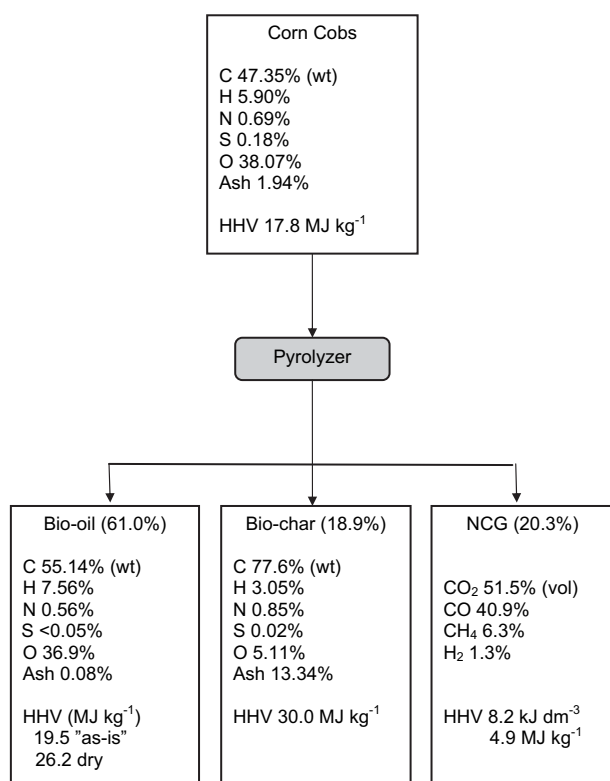 Corn Cobs
C 47.35% (wt)
H 5.90%
N 0.69%
S 0.18%
O 38.07%
Ash 1.94%
HHV 17.8 MJ kg⁻¹
Pyrolyzer
Bio-oil (61.0%)
C 55.14% (wt)
H 7.56%
N 0.56%
S <0.05%
O 36.9%
Ash 0.08%
HHV (MJ kg⁻¹)
19.5 "as-is"
26.2 dry
Bio-char (18.9%)
C 77.6% (wt)
H 3.05%
N 0.85%
S 0.02%
O 5.11%
Ash 13.34%
HHV 30.0 MJ kg⁻¹
NCG (20.3%)
CO₂ 51.5% (vol)
CO 40.9%
CH₄ 6.3%
H₂ 1.3%
HHV 8.2 kJ dm⁻³
4.9 MJ kg⁻¹